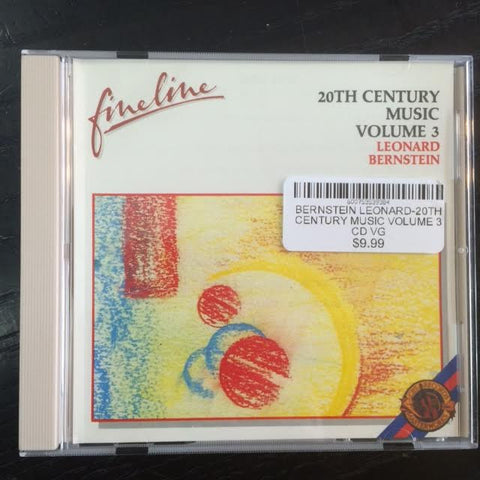 fineline
20TH CENTURY
MUSIC
VOLUME 3
LEONARD
BERNSTEIN
BERNSTEIN LEONARD-20TH
CENTURY MUSIC VOLUME 3
CD VG
$9.99